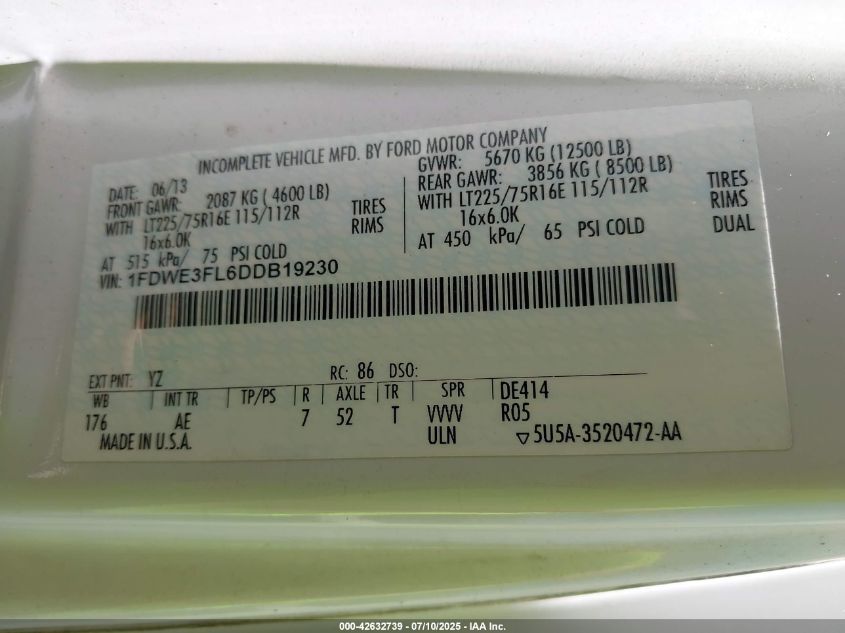 INCOMPLETE VEHICLE MFD. BY FORD MOTOR COMPANY
DATE: 06/13
FRONT GAWR: 2087 KG ( 4600 LB)
WITH LT225/75R16E 115/112R TIRES
16x6.0K RIMS
AT 515 kPa/ 75 PSI COLD
GVWR: 5670 KG (12500 LB)
REAR GAWR: 3856 KG ( 8500 LB)
WITH LT225/75R16E 115/112R TIRES
16x6.0K RIMS
AT 450 kPa/ 65 PSI COLD DUAL
VIN: 1FDWE3FL6DDB19230
EXT PNT: YZ RC: 86 DSO:
WB INT TR TP/PS R AXLE TR SPR DE414
176 AE 7 52 T VVVV R05
MADE IN U.S.A. ULN ▽5U5A-3520472-AA
000-42632739 - 07/10/2025 - IAA Inc.